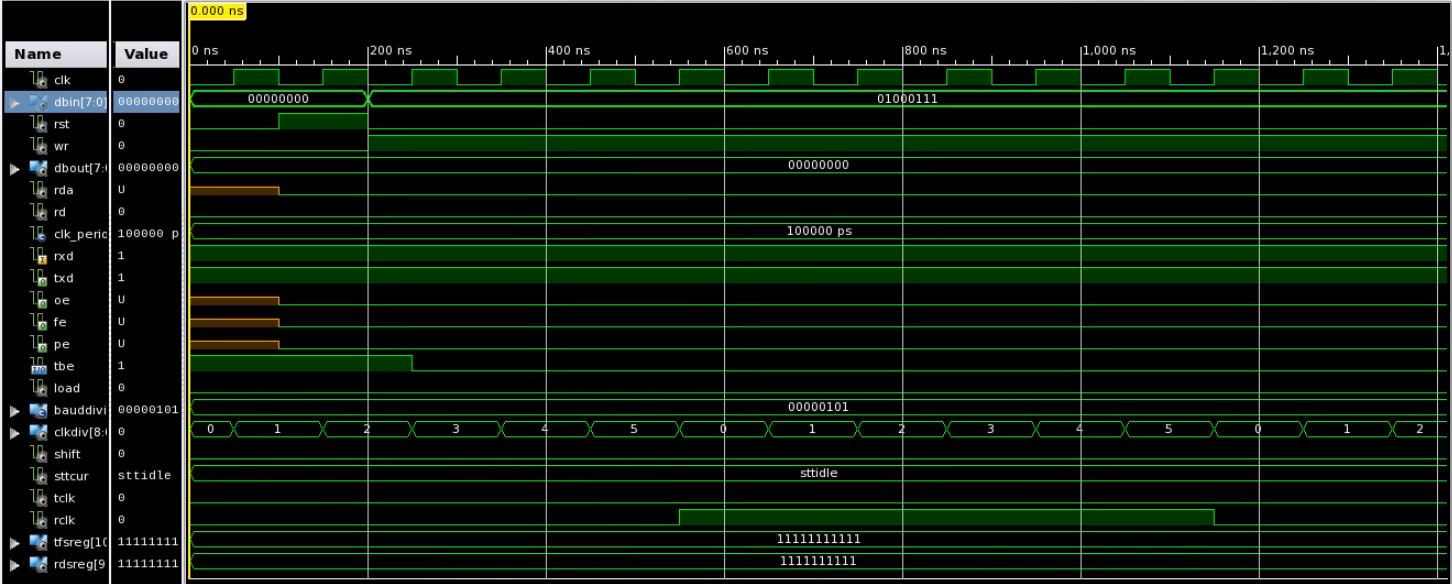 0.000 ns
Name Value 0 ns 200 ns 400 ns 600 ns 800 ns 1,000 ns 1,200 ns 1,
clk 0
dbin[7:0] 00000000 00000000 01000111
rst 0
wr 0
dbout[7:0 00000000 00000000
rda U
rd 0
clk_perio 100000 p 100000 ps
rxd 1
txd 1
oe U
fe U
pe U
tbe 1
load 0
bauddivi 00000101 00000101
clkdiv[8:0 0 0 1 2 3 4 5 0 1 2 3 4 5 0 1 2
shift 0
sttcur sttidle sttidle
tclk 0
rclk 0
tfsreg[10 11111111 11111111111
rdsreg[9 11111111 1111111111